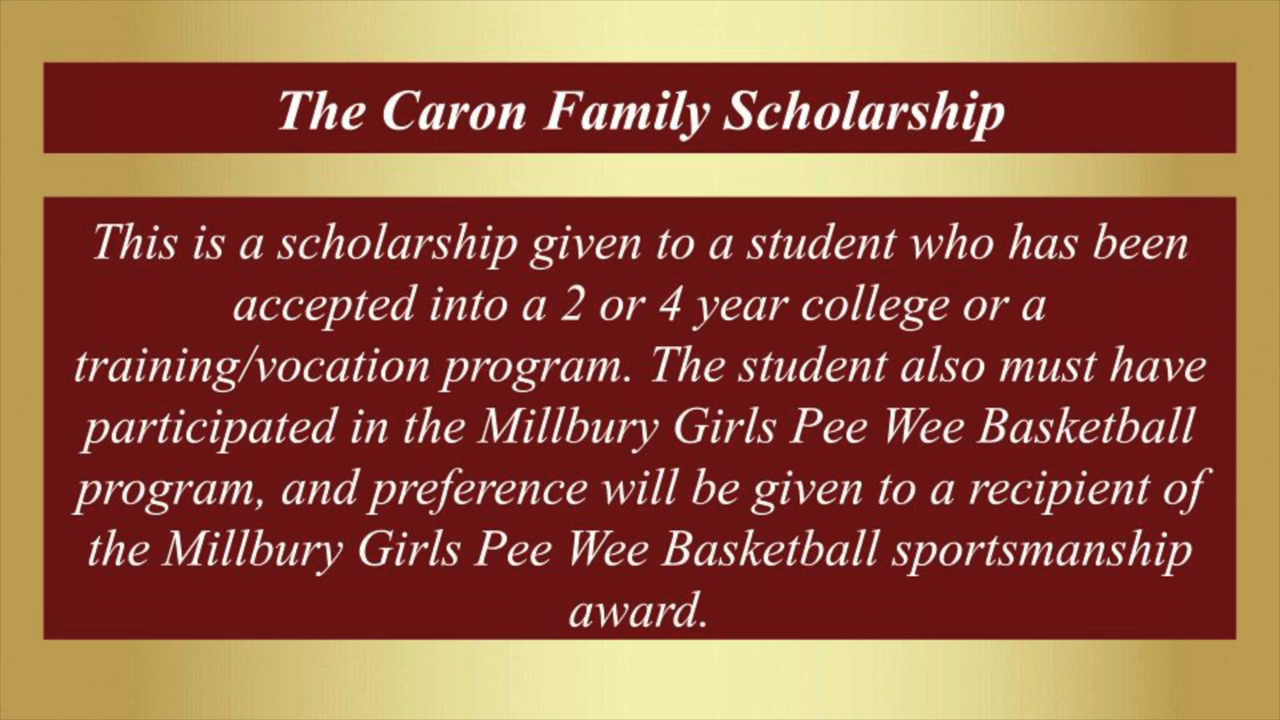 The Caron Family Scholarship
This is a scholarship given to a student who has been
accepted into a 2 or 4 year college or a
training/vocation program. The student also must have
participated in the Millbury Girls Pee Wee Basketball
program, and preference will be given to a recipient of
the Millbury Girls Pee Wee Basketball sportsmanship
award.